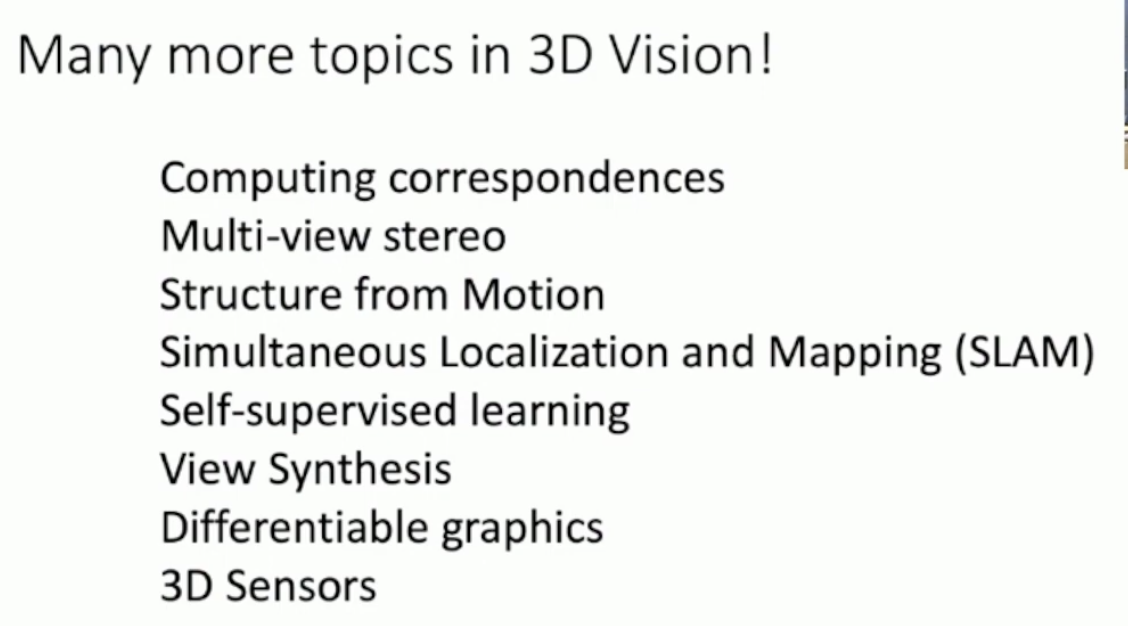 Many more topics in 3D Vision!
Computing correspondences
Multi-view stereo
Structure from Motion
Simultaneous Localization and Mapping (SLAM)
Self-supervised learning
View Synthesis
Differentiable graphics
3D Sensors